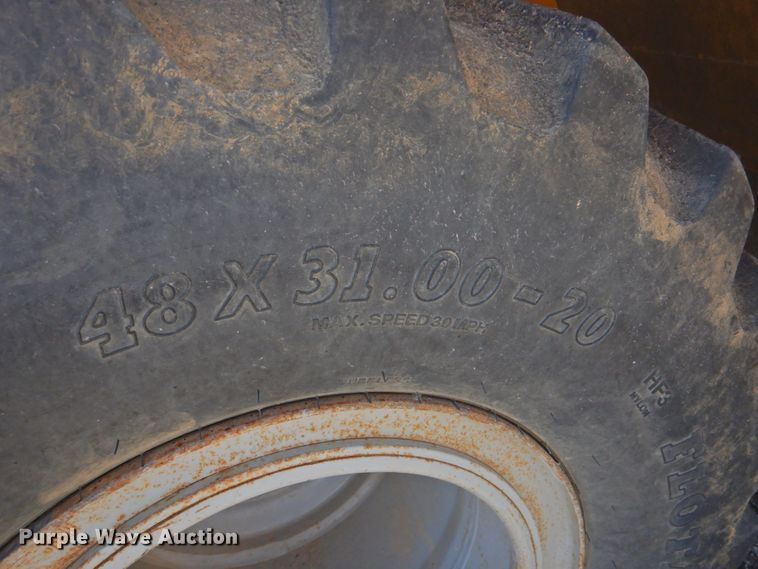 48 X 31.00-20
MAX. SPEED 30 MPH
HF3
NYLON
FLOT
Purple Wave Auction